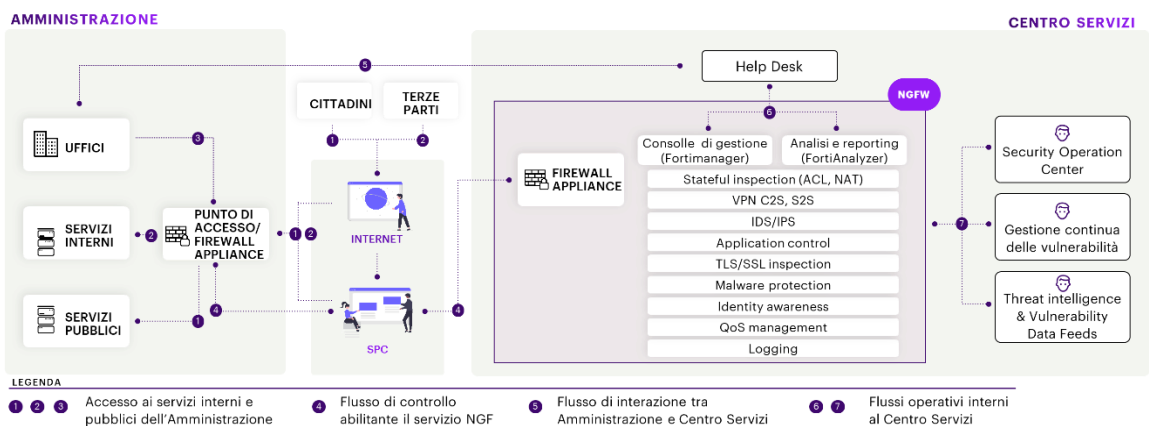 AMMINISTRAZIONE
CENTRO SERVIZI
5
Help Desk
NGFW
CITTADINI
TERZE
PARTI
6
UFFICI
3
1
2
Consolle di gestione
(Fortimanager)
Analisi e reporting
(FortiAnalyzer)
Security Operation
Center
FIREWALL
APPLIANCE
Stateful inspection (ACL, NAT)
VPN C2S, S2S
IDS/IPS
Application control
TLS/SSL inspection
Malware protection
Identity awareness
QoS management
Logging
SERVIZI
INTERNI
2
PUNTO DI
ACCESSO/
FIREWALL
APPLIANCE
1 2
INTERNET
7
Gestione continua
delle vulnerabilità
SERVIZI
PUBBLICI
1
4
SPC
4
Threat intelligence
& Vulnerability
Data Feeds
LEGENDA
1 2 3 Accesso ai servizi interni e
pubblici dell'Amministrazione
4 Flusso di controllo
abilitante il servizio NGF
5 Flusso di interazione tra
Amministrazione e Centro Servizi
6 7 Flussi operativi interni
al Centro Servizi